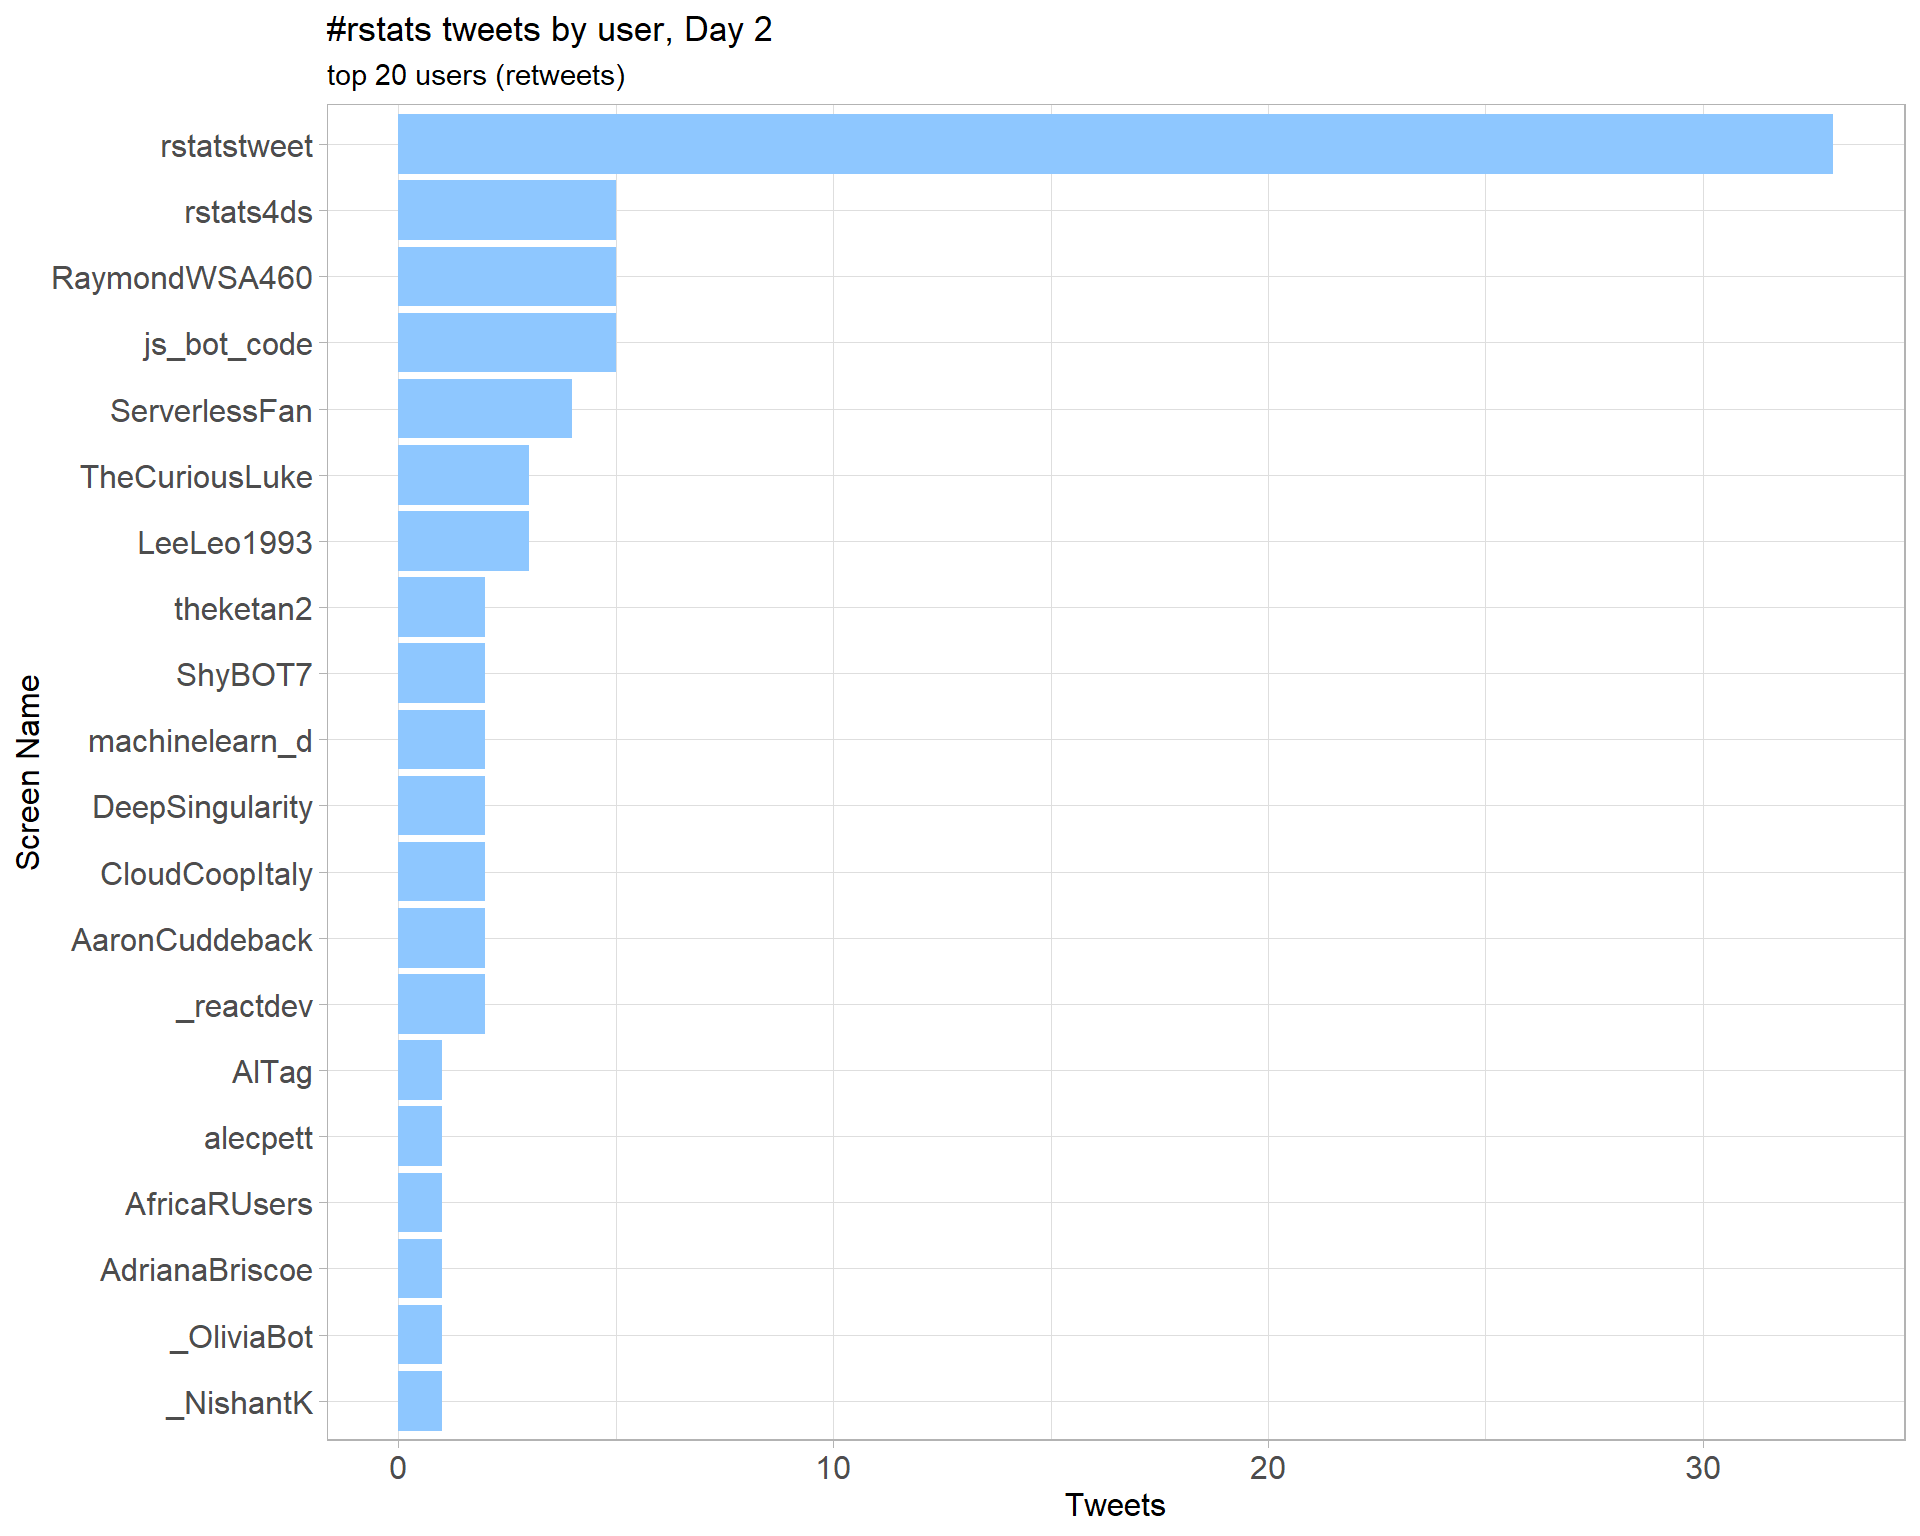 #rstats tweets by user, Day 2
top 20 users (retweets)
rstatstweet
rstats4ds
RaymondWSA460
js_bot_code
ServerlessFan
TheCuriousLuke
LeeLeo1993
theketan2
ShyBOT7
machinelearn_d
DeepSingularity
CloudCoopItaly
AaronCuddeback
_reactdev
AlTag
alecpett
AfricaRUsers
AdrianaBriscoe
_OliviaBot
_NishantK
Screen Name
0 10 20 30
Tweets